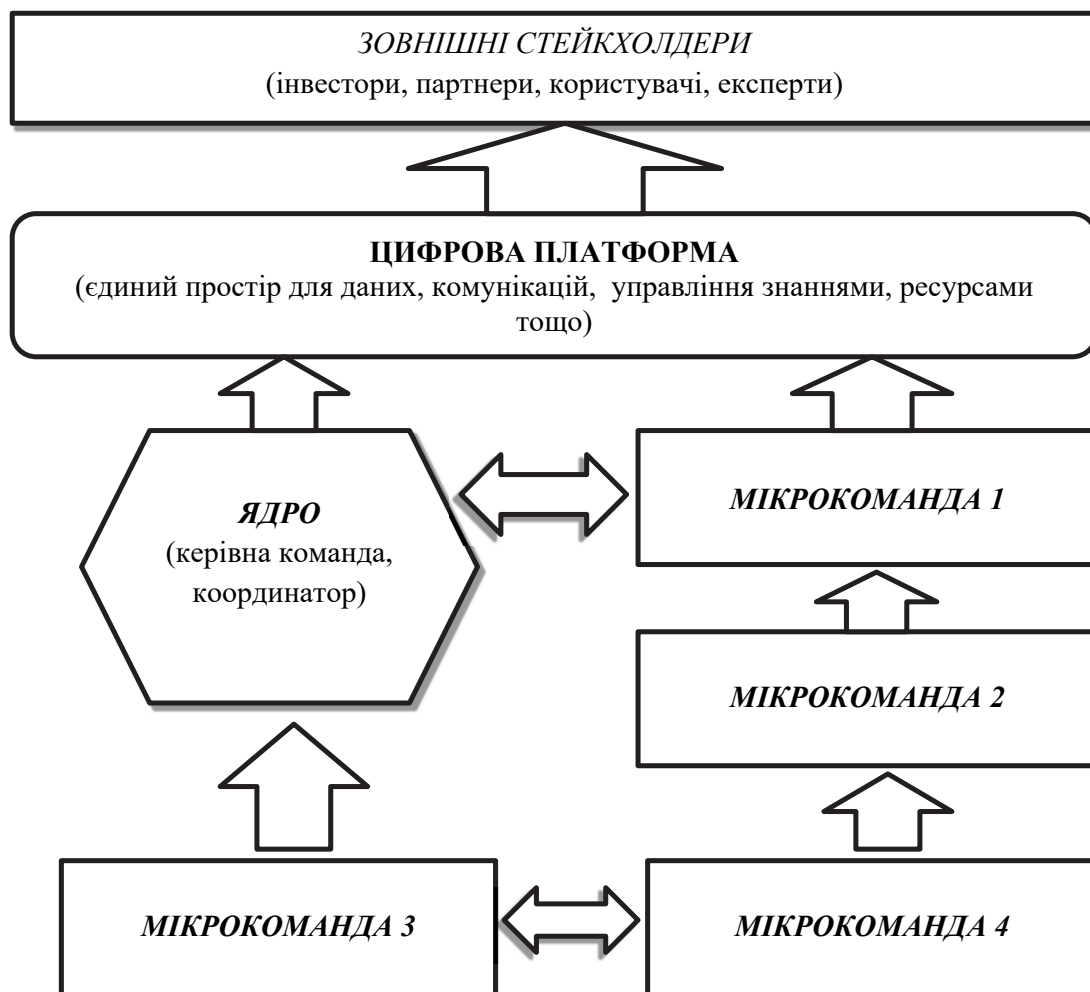 ЗОВНІШНІ СТЕЙКХОЛДЕРИ
(інвестори, партнери, користувачі, експерти)
ЦИФРОВА ПЛАТФОРМА
(єдиний простір для даних, комунікацій, управління знаннями, ресурсами
тощо)
ЯДРО
(керівна команда,
координатор)
МІКРОКОМАНДА 1
МІКРОКОМАНДА 2
МІКРОКОМАНДА 3
МІКРОКОМАНДА 4